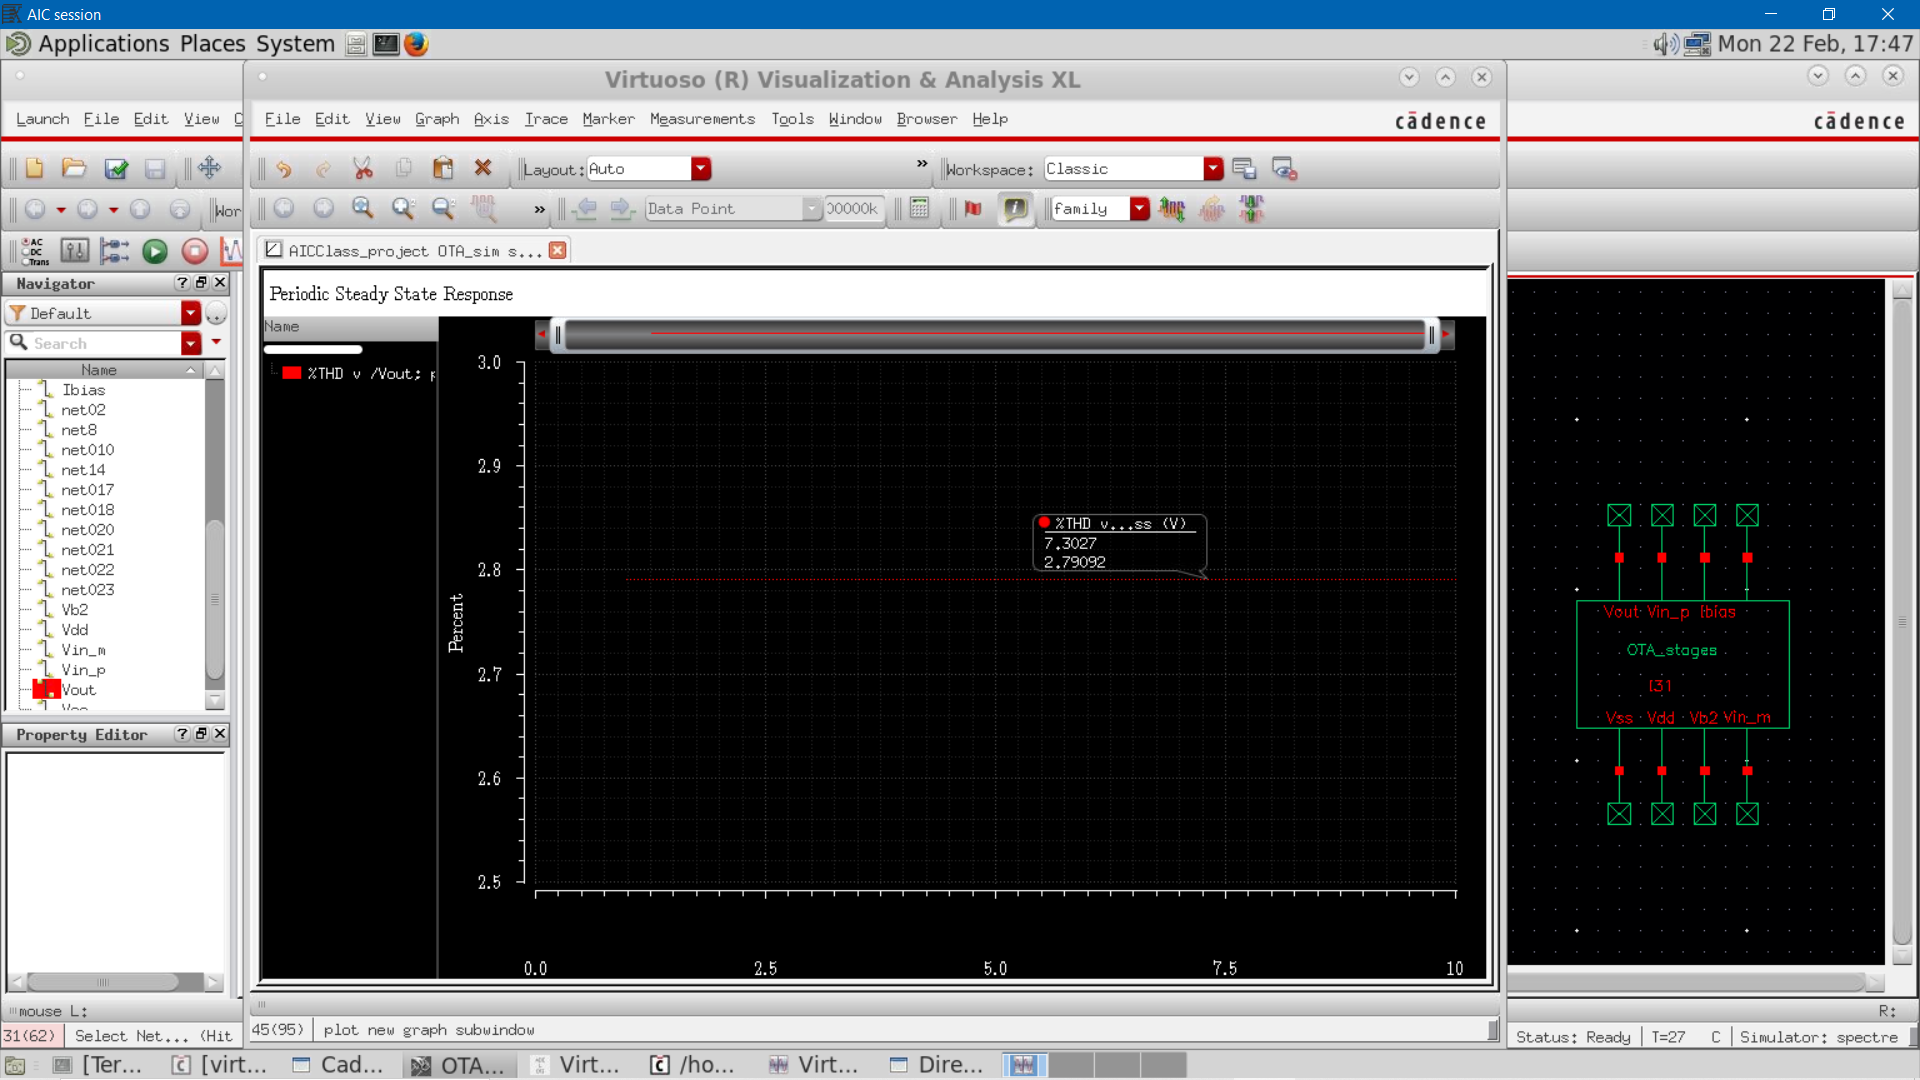 AIC session
Applications Places System
Mon 22 Feb, 17:47
Virtuoso (R) Visualization & Analysis XL
Launch File Edit View
File Edit View Graph Axis Trace Marker Measurements Tools Window Browser Help
cādence
cādence
Layout: Auto
»
Workspace: Classic
Wor
»
Data Point
00000k
family
AC
DC
Trans
AICClass_project OTA_sim s...
Navigator
Default
Search
Name
Ibias
net02
net8
net010
net14
net017
net018
net020
net021
net022
net023
Vb2
Vdd
Vin_m
Vin_p
Vout
Property Editor
Periodic Steady State Response
Name
%THD v /Vout; p
3.0
2.9
2.8
2.7
2.6
2.5
Percent
%THD v...ss (V)
7.3027
2.79092
0.0 2.5 5.0 7.5 10
Vout Vin_p Ibias
OTA_stages
I31
Vss Vdd Vb2 Vin_m
mouse L:
R:
31(62) Select Net... (Hit
45(95) plot new graph subwindow
Status: Ready T=27 C Simulator: spectre
[Ter... [virt... Cad... OTA... Virt... /ho... Virt... Dire...